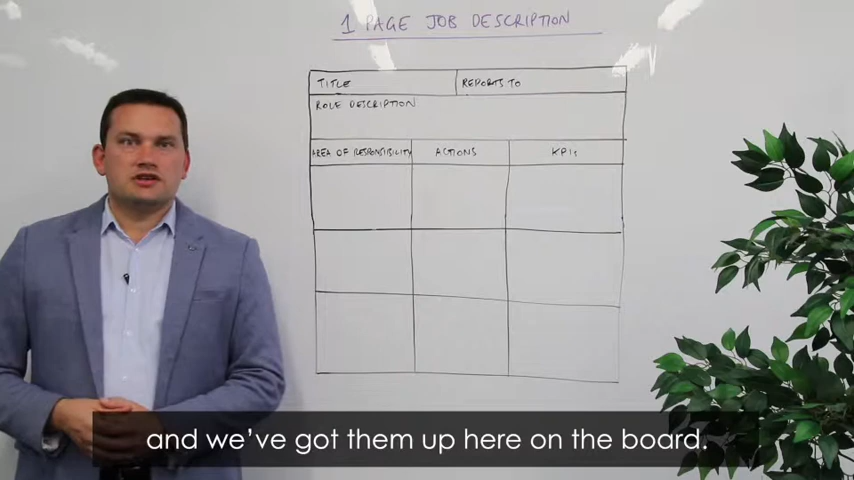 1 PAGE JOB DESCRIPTION
TITLE
REPORTS TO
ROLE DESCRIPTION
AREA OF RESPONSIBILITY
ACTIONS
KPIs
and we've got them up here on the board.